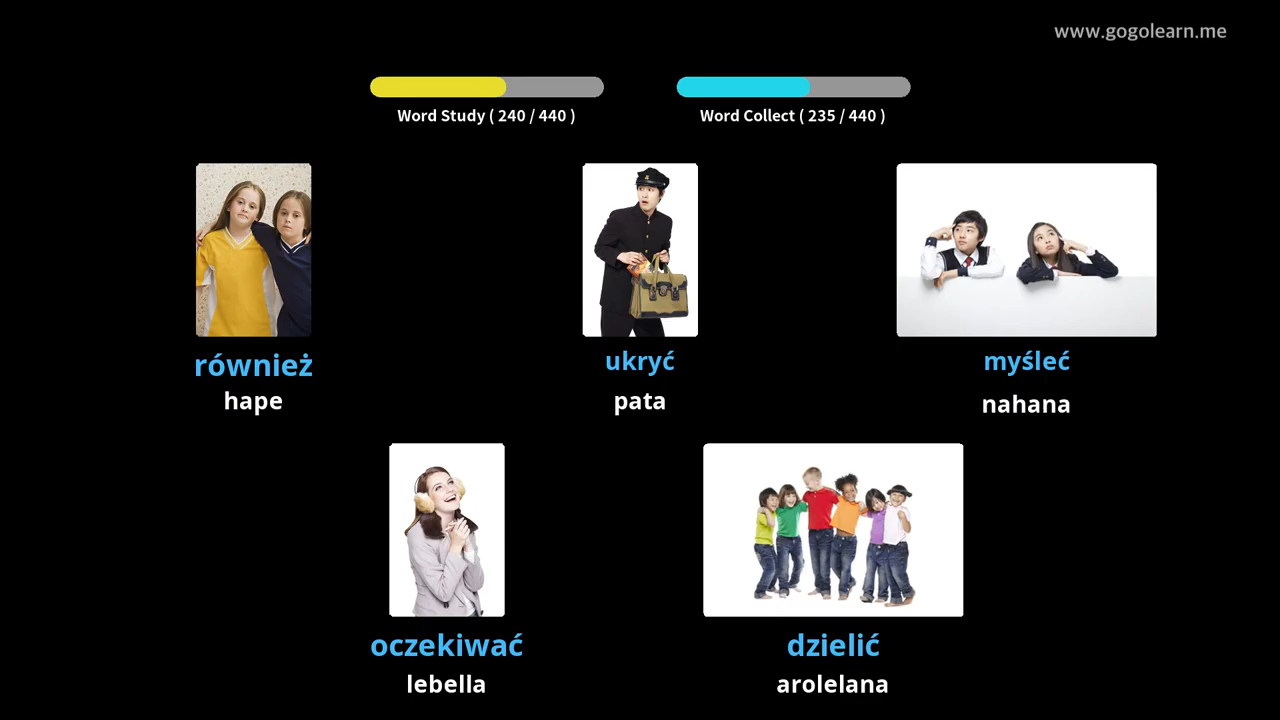 www.gogolearn.me
Word Study ( 240 / 440 )
Word Collect ( 235 / 440 )
również
hape
ukryć
pata
myśleć
nahana
oczekiwać
lebella
dzielić
arolelana